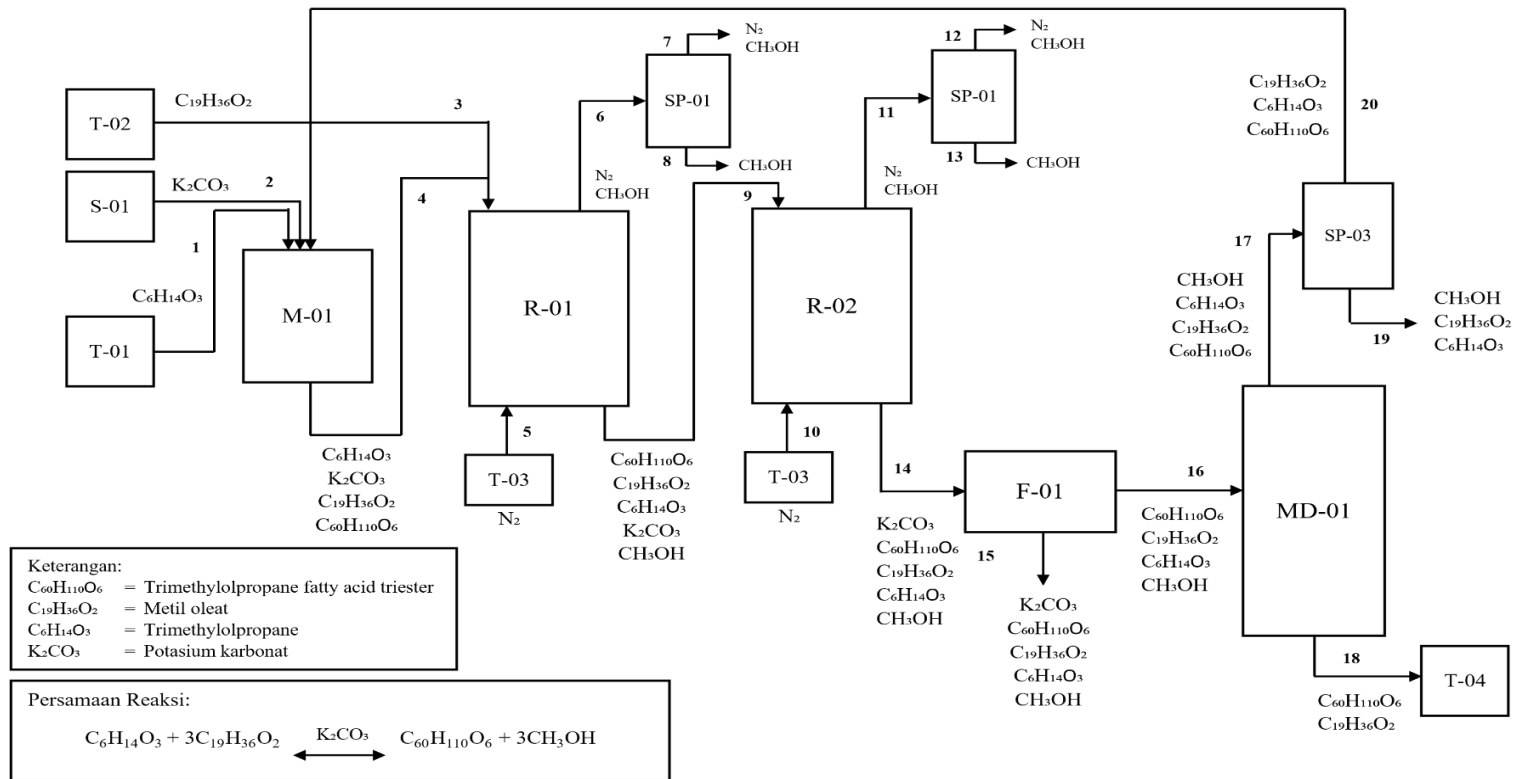 7
N₂
CH₃OH
SP-01
6
8
CH₃OH
N₂
CH₃OH
12
N₂
CH₃OH
SP-01
11
13
CH₃OH
N₂
CH₃OH
C₁₉H₃₆O₂
C₆H₁₄O₃
C₆₀H₁₁₀O₆
20
T-02
C₁₉H₃₆O₂
3
S-01
K₂CO₃
2
1
4
9
C₆H₁₄O₃
T-01
M-01
R-01
R-02
17
SP-03
CH₃OH
C₆H₁₄O₃
C₁₉H₃₆O₂
C₆₀H₁₁₀O₆
19
CH₃OH
C₁₉H₃₆O₂
C₆H₁₄O₃
C₆H₁₄O₃
K₂CO₃
C₁₉H₃₆O₂
C₆₀H₁₁₀O₆
5
T-03
N₂
C₆₀H₁₁₀O₆
C₁₉H₃₆O₂
C₆H₁₄O₃
K₂CO₃
CH₃OH
10
T-03
N₂
14
K₂CO₃
C₆₀H₁₁₀O₆
C₁₉H₃₆O₂
C₆H₁₄O₃
CH₃OH
F-01
15
K₂CO₃
C₆₀H₁₁₀O₆
C₁₉H₃₆O₂
C₆H₁₄O₃
CH₃OH
16
C₆₀H₁₁₀O₆
C₁₉H₃₆O₂
C₆H₁₄O₃
CH₃OH
MD-01
18
C₆₀H₁₁₀O₆
C₁₉H₃₆O₂
T-04
Keterangan:
C₆₀H₁₁₀O₆ = Trimethylolpropane fatty acid triester
C₁₉H₃₆O₂ = Metil oleat
C₆H₁₄O₃ = Trimethylolpropane
K₂CO₃ = Potasium karbonat
Persamaan Reaksi:
C₆H₁₄O₃ + 3C₁₉H₃₆O₂ K₂CO₃ ⟷ C₆₀H₁₁₀O₆ + 3CH₃OH